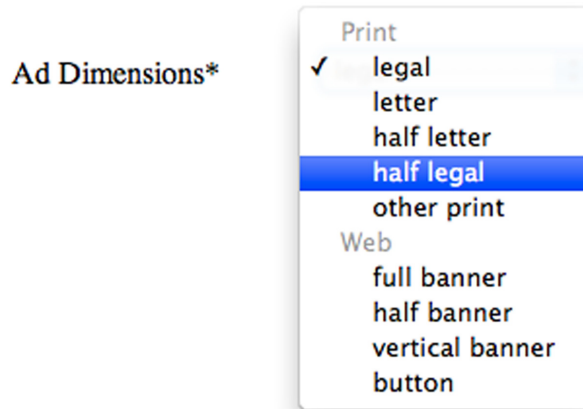 Print
Ad Dimensions*
✓ legal
letter
half letter
half legal
other print
Web
full banner
half banner
vertical banner
button